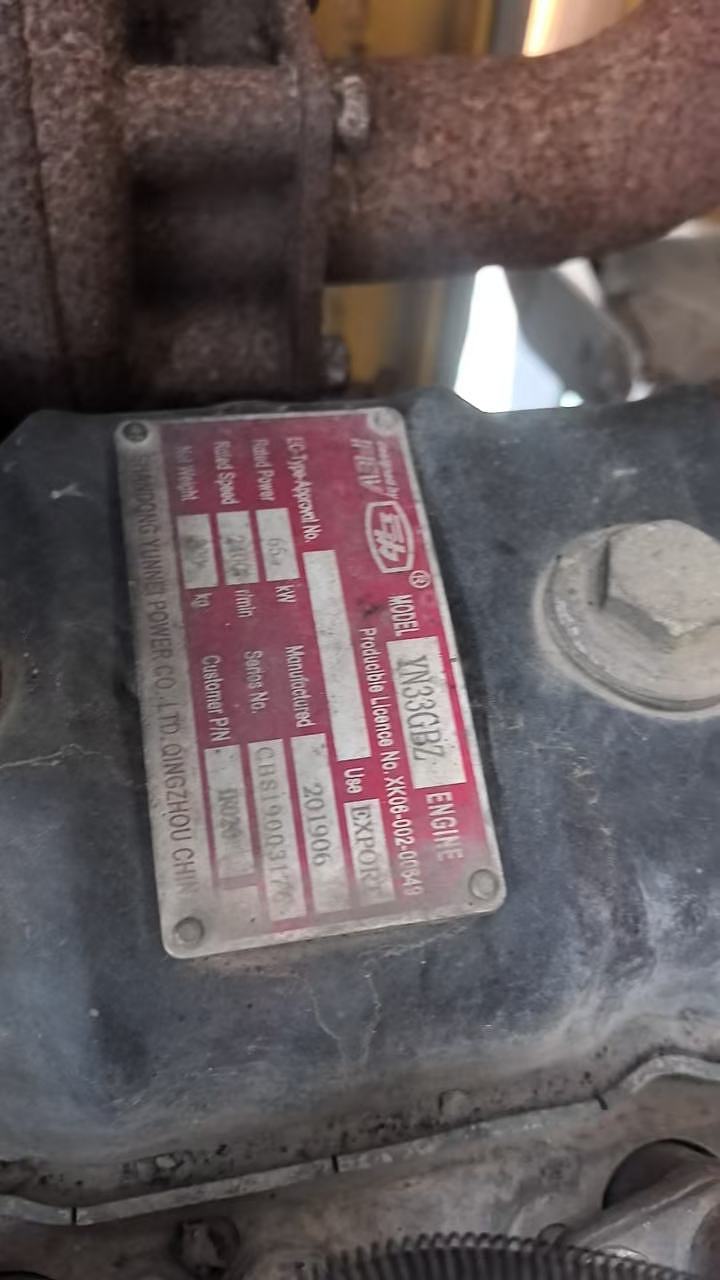 Designed by
®
MODEL YN33GBZ ENGINE
Producible Licence No. XK06-002-00649
EC-Type-Approval No. Use EXPORT
Rated Power 65 kW Manufactured 201906
Rated Speed r/min Series No.
Net Weight kg Customer P/N
SHANDONG YUNNEI POWER CO.,LTD. QINGZHOU CHIN